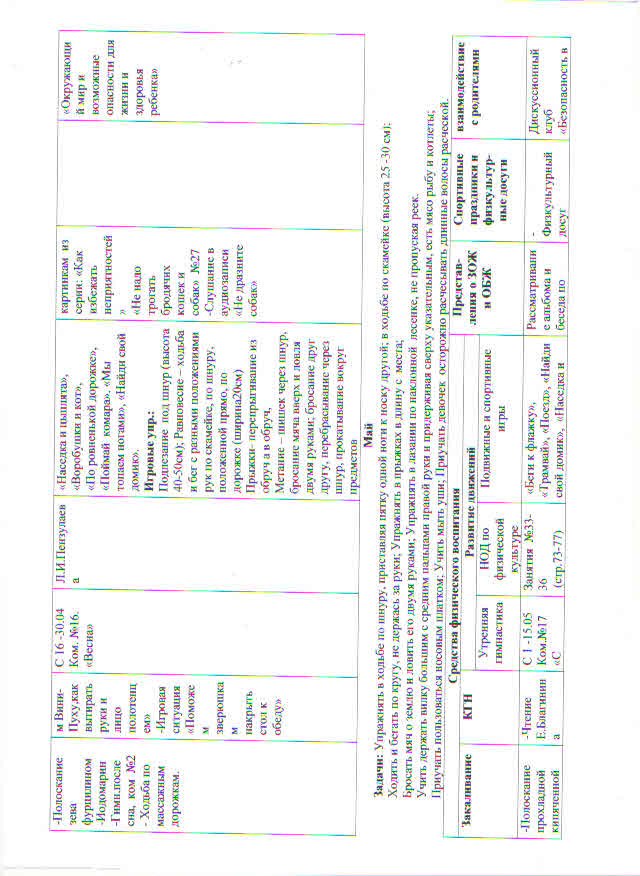 -Полоскание
зева
фурцилином
-Иодомарин
-Гимн.после
сна, ком №2
- Ходьба по
массажным
дорожкам.
м Вини-
Пуху,как
вытирать
руки и
лицо
полотенц
ем»
-Игровая
ситуация
«Поможе
м
зверюшка
м
накрыть
стол к
обеду»
С 16 -30.04
Ком. №16.
«Весна»
Л.И.Пензулаев
а
«Наседка и цыплята»,
«Воробушки и кот»,
«По ровненькой дорожке»,
«Поймай комара», «Мы
топаем ногами», «Найди свой
домик».
Игровые упр.:
Подлезание под шнур (высота
40-50см); Равновесие – ходьба
и бег с разными положениями
рук по скамейке, по шнуру,
положенной прямо, по
дорожке (ширина20см)
Прыжки- перепрыгивание из
обруч а в обруч,
Метание – шишек через шнур,
бросание мяча вверх и ловля
двумя руками; бросание друг
другу, перебрасывание через
шнур, прокатывание вокруг
предметов
картинкам из
серии: «Как
избежать
неприятностей
»
«Не надо
трогать
бродячих
кошек и
собак» №27
-Слушание в
аудиозаписи
«Не дразните
собак»
«Окружающи
й мир и
возможные
опасности для
жизни и
здоровья
ребенка»
Май
Задачи: Упражнять в ходьбе по шнуру, приставляя пятку одной ноги к носку другой; в ходьбе по скамейке (высота 25 -30 см);
Ходить и бегать по кругу, не держась за руки; Упражнять в прыжках в длину с места;
Бросать мяч о землю и ловить его двумя руками; Упражнять в лазании по наклонной лесенке, не пропуская реек.
Учить держать вилку большим с средним пальцами правой руки и придерживая сверху указательным, есть мясо рыбу и котлеты;
Приучать пользоваться носовым платком; Учить мыть уши; Приучать девочек осторожно расчесывать длинные волосы расческой.
Средства физического воспитания
Закаливание
КГН
Развитие движений
Утренняя
гимнастика
НОД по
физической
культуре
Подвижные и спортивные
игры
Представ-
ления о ЗОЖ
и ОБЖ
Спортивные
праздники и
физкультур-
ные досуги
взаимодействие
с родителями
-Полоскание
прохладной
кипяченной
-Чтение
Е.Благинин
а
С 1 -15.05
Ком.№17
«С
Занятия №33-
36
(стр.73-77)
«Беги к флажку»,
«Трамвай», «Поезд», «Найди
свой домик», «Наседка и
Рассматривани
е альбома и
беседа по
-
Физкультурный
досуг
Дискуссионный
клуб
«Безопасность в